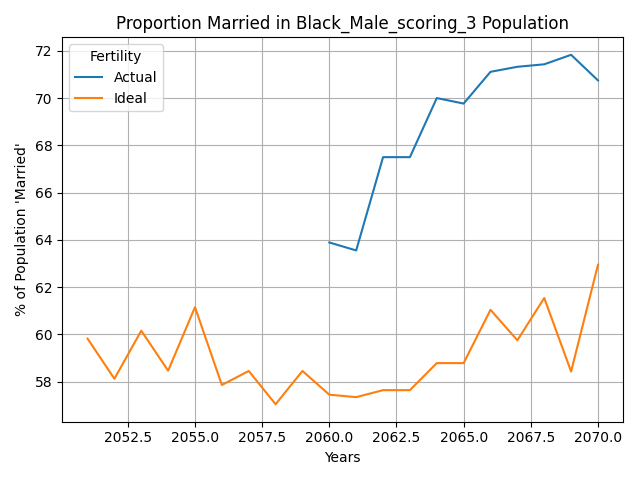 Proportion Married in Black_Male_scoring_3 Population
Fertility
Actual
Ideal
% of Population 'Married'
72
70
68
66
64
62
60
58
2052.5 2055.0 2057.5 2060.0 2062.5 2065.0 2067.5 2070.0
Years